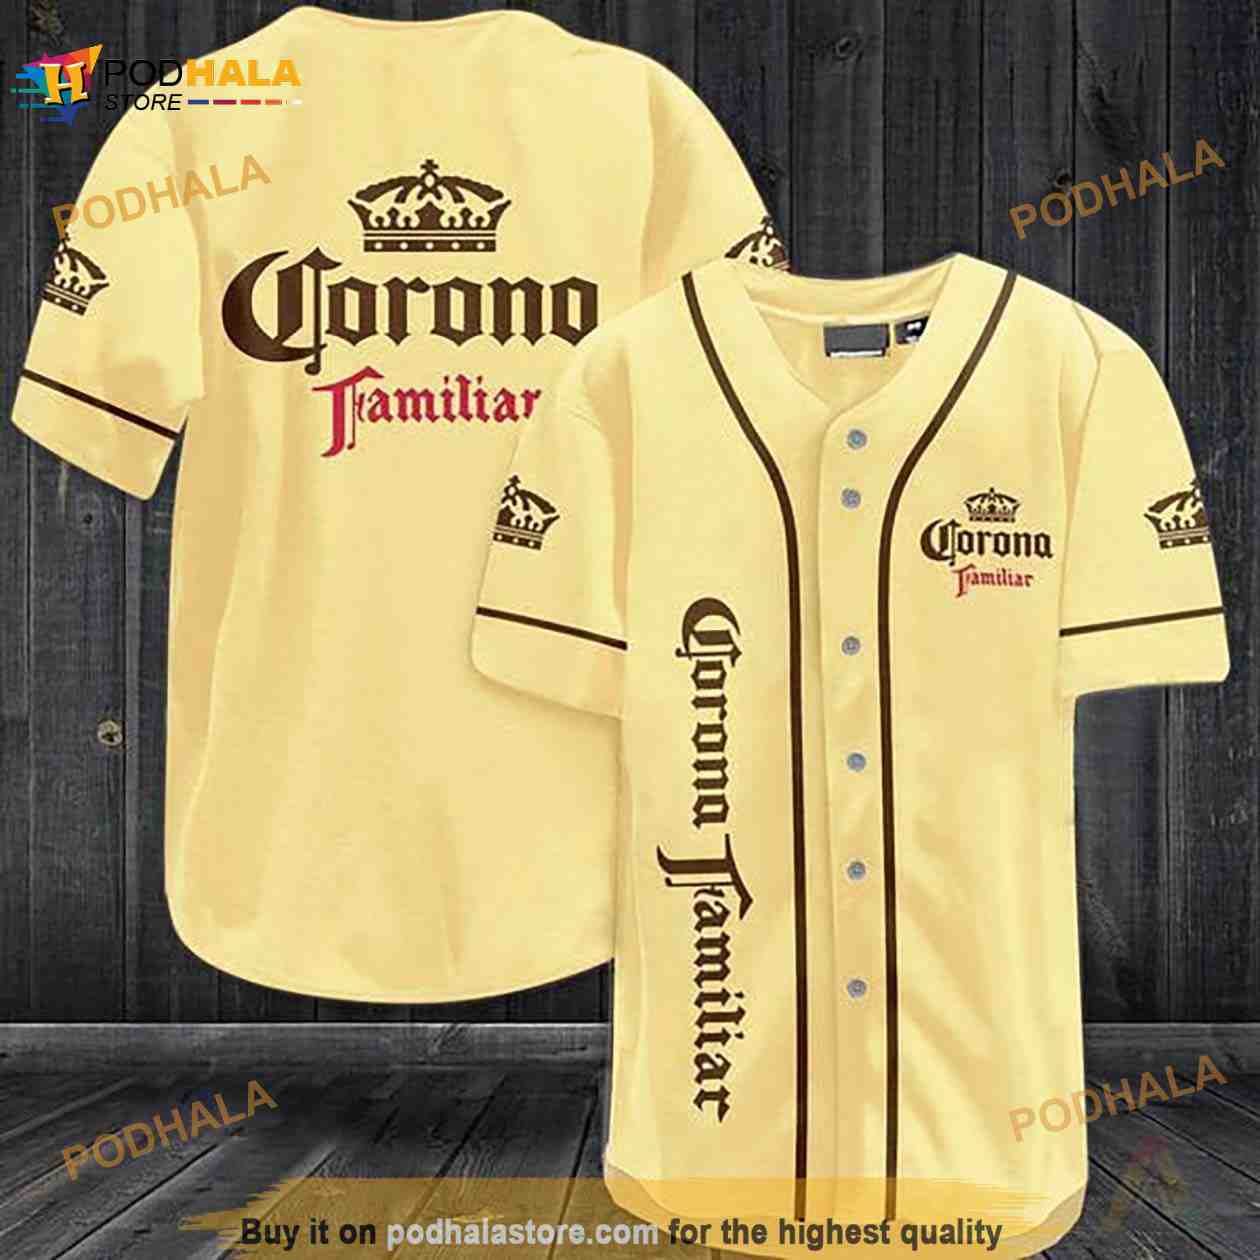 PODHALA
STORE
PODHALA
PODHALA
Corona
Familiar
Corona
Familiar
Corona Familiar
PODHALA
PODHALA
Buy it on podhalastore.com for the highest quality